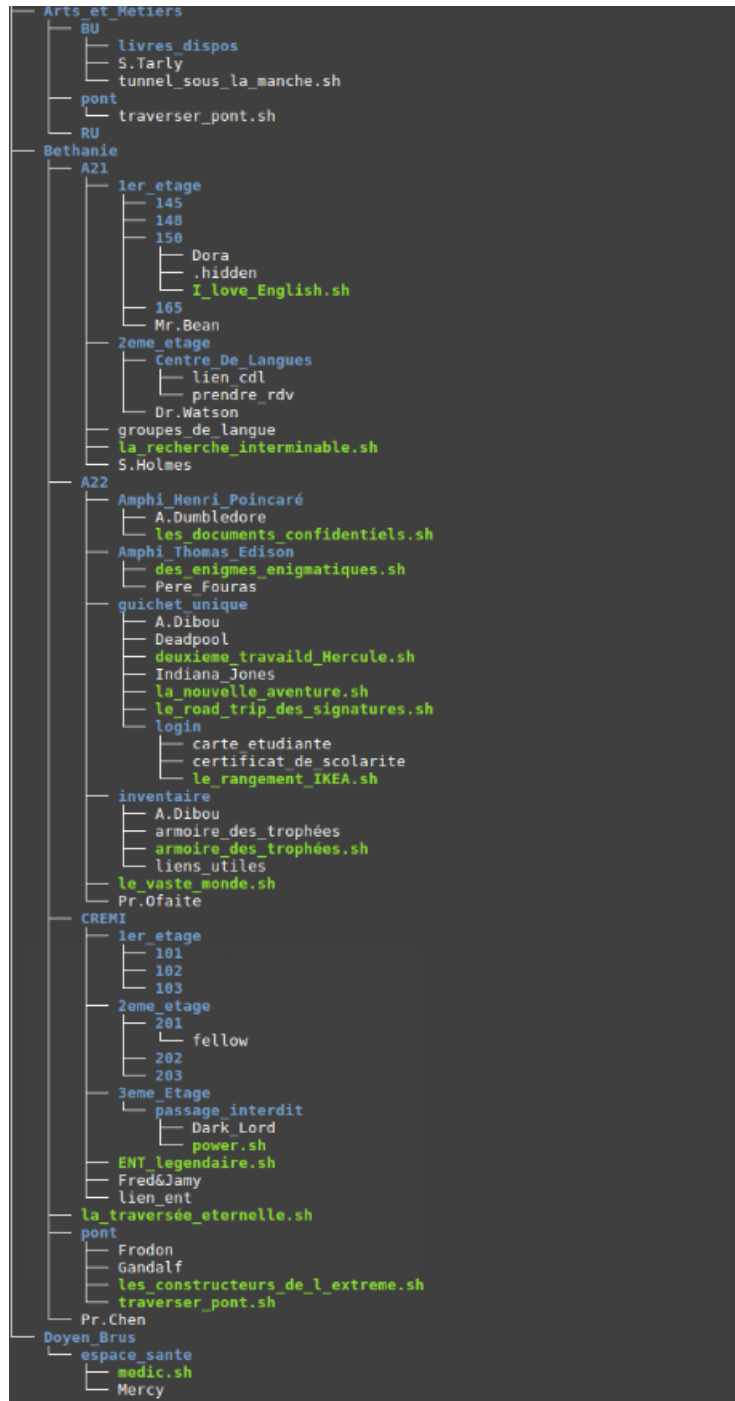 Arts_et_Metiers
BU
livres_dispos
S.Tarly
tunnel_sous_la_manche.sh
pont
traverser_pont.sh
RU
Bethanie
A21
1er_etage
145
148
150
Dora
.hidden
I_love_English.sh
165
Mr.Bean
2eme_etage
Centre_De_Langues
lien_cdl
prendre_rdv
Dr.Watson
groupes_de_langue
la_recherche_interminable.sh
S.Holmes
A22
Amphi_Henri_Poincaré
A.Dumbledore
les_documents_confidentiels.sh
Amphi_Thomas_Edison
des_enigmes_enigmatiques.sh
Pere_Fouras
guichet_unique
A.Dibou
Deadpool
deuxieme_travaild_Hercule.sh
Indiana_Jones
la_nouvelle_aventure.sh
le_road_trip_des_signatures.sh
login
carte_etudiante
certificat_de_scolarite
le_rangement_IKEA.sh
inventaire
A.Dibou
armoire_des_trophées
armoire_des_trophées.sh
liens_utiles
le_vaste_monde.sh
Pr.Ofaite
CREMI
1er_etage
101
102
103
2eme_etage
201
fellow
202
203
3eme_Etage
passage_interdit
Dark_Lord
power.sh
ENT_legendaire.sh
Fred&Jamy
lien_ent
la_traversée_eternelle.sh
pont
Frodon
Gandalf
les_constructeurs_de_l_extreme.sh
traverser_pont.sh
Pr.Chen
Doyen_Brus
espace_sante
medic.sh
Mercy